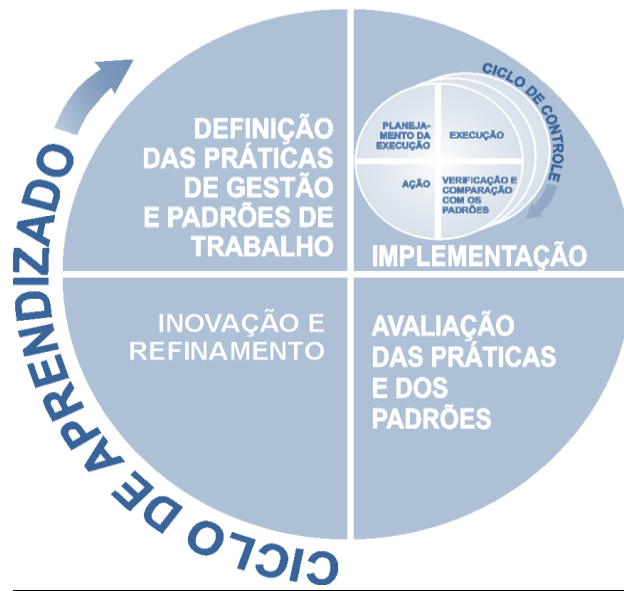 DEFINIÇÃO
DAS PRÁTICAS
DE GESTÃO
E PADRÕES DE
TRABALHO
CICLO DE CONTROLE
PLANEJA-
MENTO DA
EXECUÇÃO
EXECUÇÃO
AÇÃO
VERIFICAÇÃO E
COMPARAÇÃO
COM OS
PADRÕES
IMPLEMENTAÇÃO
INOVAÇÃO E
REFINAMENTO
AVALIAÇÃO
DAS PRÁTICAS
E DOS
PADRÕES
CICLO DE APRENDIZADO